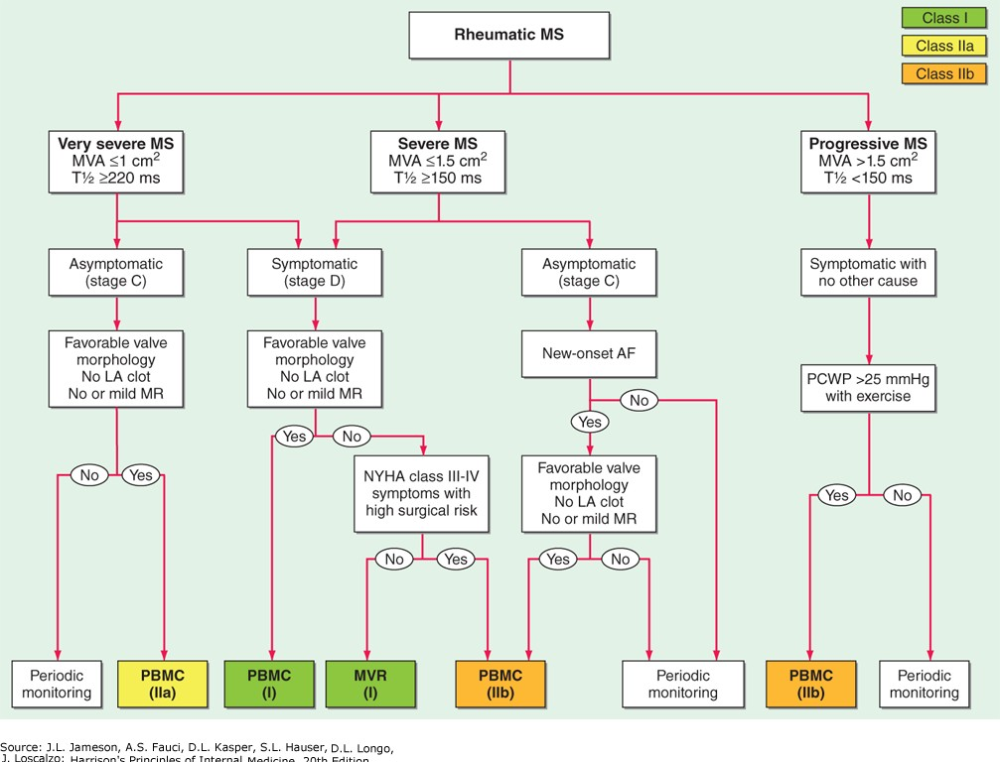 Rheumatic MS
Class I
Class IIa
Class IIb
Very severe MS
MVA ≤1 cm²
T½ ≥220 ms
Severe MS
MVA ≤1.5 cm²
T½ ≥150 ms
Progressive MS
MVA >1.5 cm²
T½ <150 ms
Asymptomatic
(stage C)
Symptomatic
(stage D)
Asymptomatic
(stage C)
Symptomatic with
no other cause
Favorable valve
morphology
No LA clot
No or mild MR
Favorable valve
morphology
No LA clot
No or mild MR
New-onset AF
PCWP >25 mmHg
with exercise
No
Yes
Yes
No
No
Yes
NYHA class III-IV
symptoms with
high surgical risk
Favorable valve
morphology
No LA clot
No or mild MR
Yes
No
No
Yes
Yes
No
Periodic
monitoring
PBMC
(IIa)
PBMC
(I)
MVR
(I)
PBMC
(IIb)
Periodic
monitoring
PBMC
(IIb)
Periodic
monitoring
Source: J.L. Jameson, A.S. Fauci, D.L. Kasper, S.L. Hauser, D.L. Longo,
J. Loscalzo: Harrison's Principles of Internal Medicine, 20th Edition